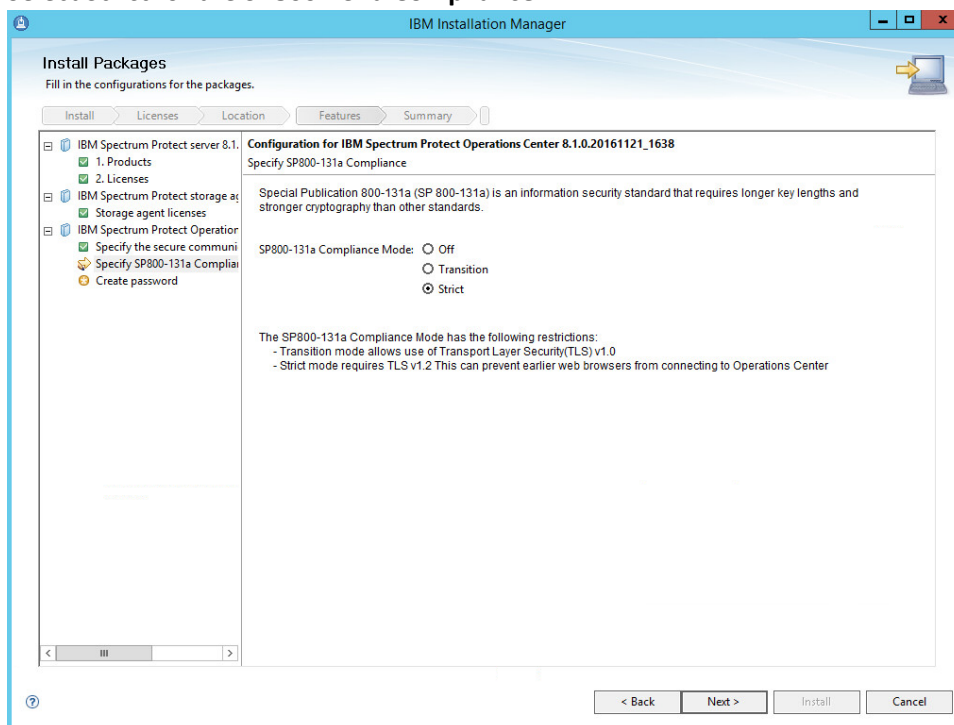 IBM Installation Manager
Install Packages
Fill in the configurations for the packages.
Install Licenses Location Features Summary
IBM Spectrum Protect server 8.1.
1. Products
2. Licenses
IBM Spectrum Protect storage ag
Storage agent licenses
IBM Spectrum Protect Operation
Specify the secure communi
Specify SP800-131a Complian
Create password
Configuration for IBM Spectrum Protect Operations Center 8.1.0.20161121_1638
Specify SP800-131a Compliance
Special Publication 800-131a (SP 800-131a) is an information security standard that requires longer key lengths and
stronger cryptography than other standards.
SP800-131a Compliance Mode: Off
Transition
Strict
The SP800-131a Compliance Mode has the following restrictions:
- Transition mode allows use of Transport Layer Security(TLS) v1.0
- Strict mode requires TLS v1.2 This can prevent earlier web browsers from connecting to Operations Center
< Back Next > Install Cancel